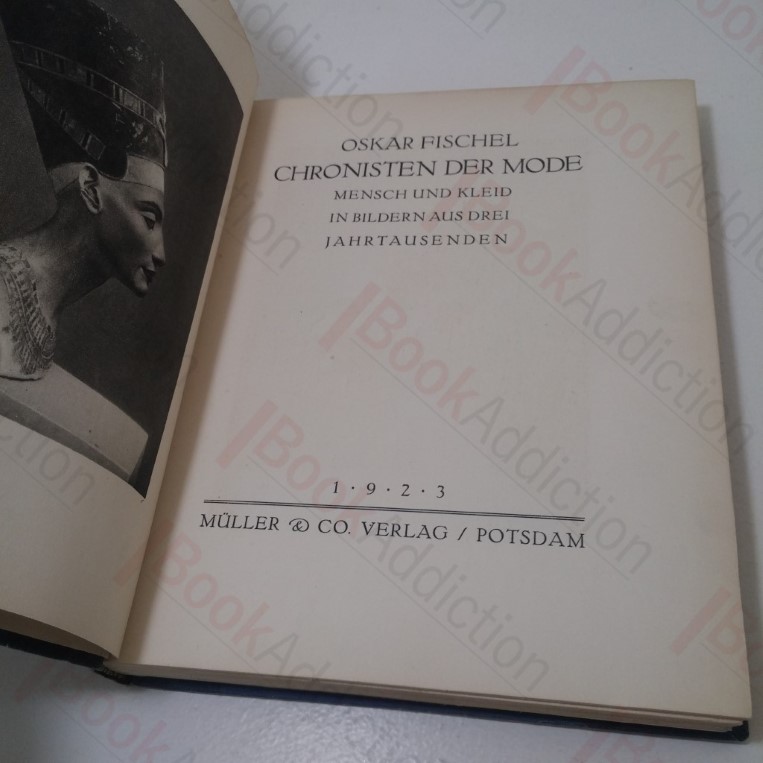 OSKAR FISCHEL
CHRONISTEN DER MODE
MENSCH UND KLEID
IN BILDERN AUS DREI
JAHRTAUSENDEN
1 · 9 · 2 · 3
MÜLLER & CO. VERLAG / POTSDAM
BookAddiction